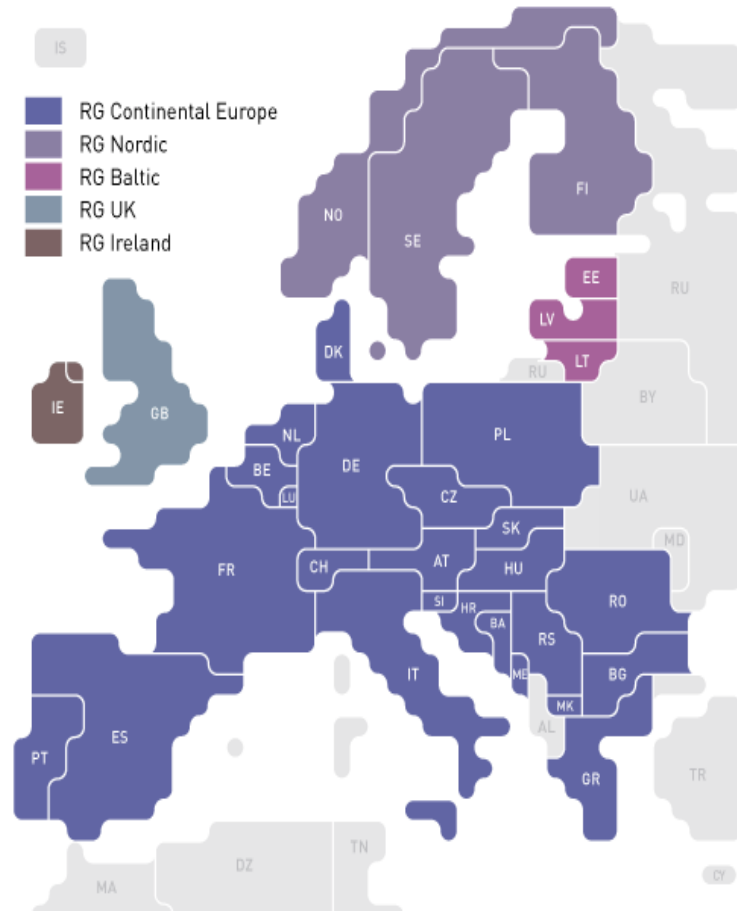 IS
RG Continental Europe
RG Nordic
RG Baltic
RG UK
RG Ireland
NO
SE
FI
EE
LV
LT
RU
RU
BY
DK
IE
GB
NL
BE
LU
DE
PL
CZ
SK
UA
MD
FR
CH
AT
HU
SI
HR
BA
RS
RO
ME
MK
BG
IT
AL
GR
PT
ES
TR
MA
DZ
TN
CY